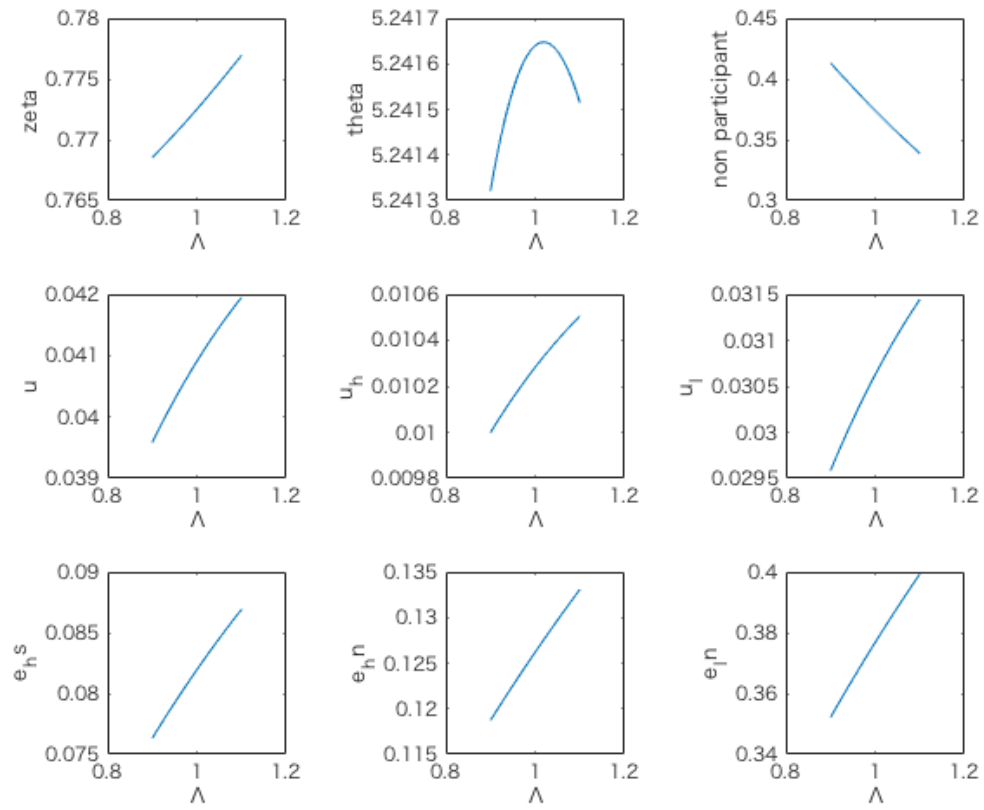 0.78
0.775
0.77
0.765
zeta
0.8 1 1.2
Λ
5.2417
5.2416
5.2415
5.2414
5.2413
theta
0.8 1 1.2
Λ
0.45
0.4
0.35
0.3
non participant
0.8 1 1.2
Λ
0.042
0.041
0.04
0.039
u
0.8 1 1.2
Λ
0.0106
0.0104
0.0102
0.01
0.0098
u_h
0.8 1 1.2
Λ
0.0315
0.031
0.0305
0.03
0.0295
u_l
0.8 1 1.2
Λ
0.09
0.085
0.08
0.075
e_h s
0.8 1 1.2
Λ
0.135
0.13
0.125
0.12
0.115
e_h n
0.8 1 1.2
Λ
0.4
0.38
0.36
0.34
e_l n
0.8 1 1.2
Λ